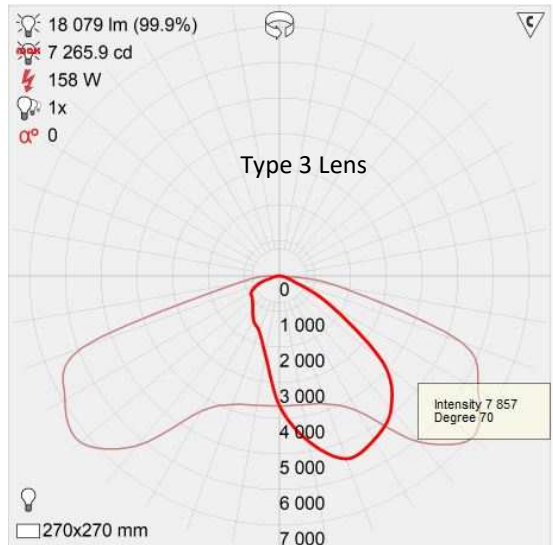 18 079 lm (99.9%)
C
max
7 265.9 cd
158 W
1x
α° 0
Type 3 Lens
0
1 000
2 000
3 000
4 000
Intensity 7 857
Degree 70
5 000
6 000
270x270 mm
7 000